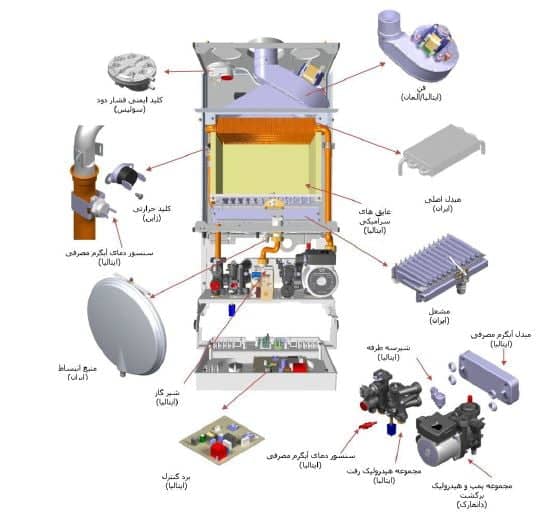 کلید ایمنی فشار دود
(سوئیس)
فن
(ایتالیا/آلمان)
مبدل اصلی
(ایران)
کلید حرارتی
(ژاپن)
عایق های
سرامیکی
(ایتالیا)
سنسور دمای آبگرم مصرفی
(ایتالیا)
مشعل
(ایران)
مبدل آبگرم مصرفی
(ایتالیا)
شیرسه طرفه
(ایتالیا)
منبع انبساط
(ایران)
شیر گاز
(ایتالیا)
سنسور دمای آبگرم مصرفی
(ایتالیا)
مجموعه هیدرولیک رفت
(ایتالیا)
برد کنترل
(ایتالیا)
مجموعه پمپ و هیدرولیک
برگشت
(دانمارک)